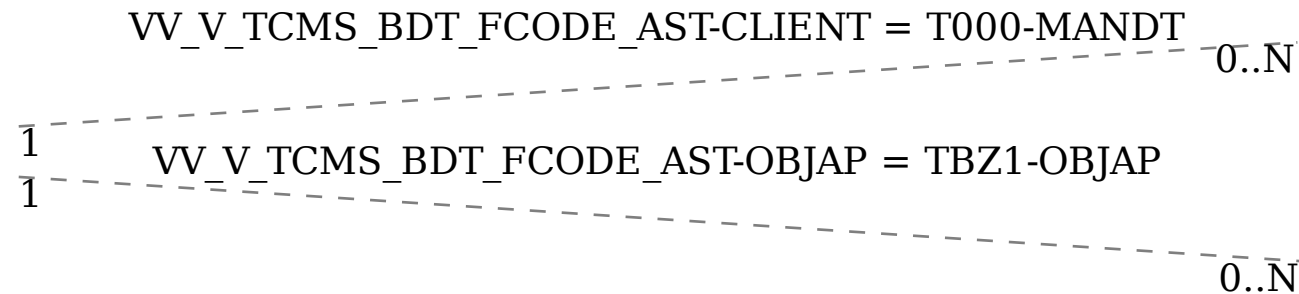 VV_V_TCMS_BDT_FCODE_AST-CLIENT = T000-MANDT
0..N
1
VV_V_TCMS_BDT_FCODE_AST-OBJAP = TBZ1-OBJAP
1
0..N